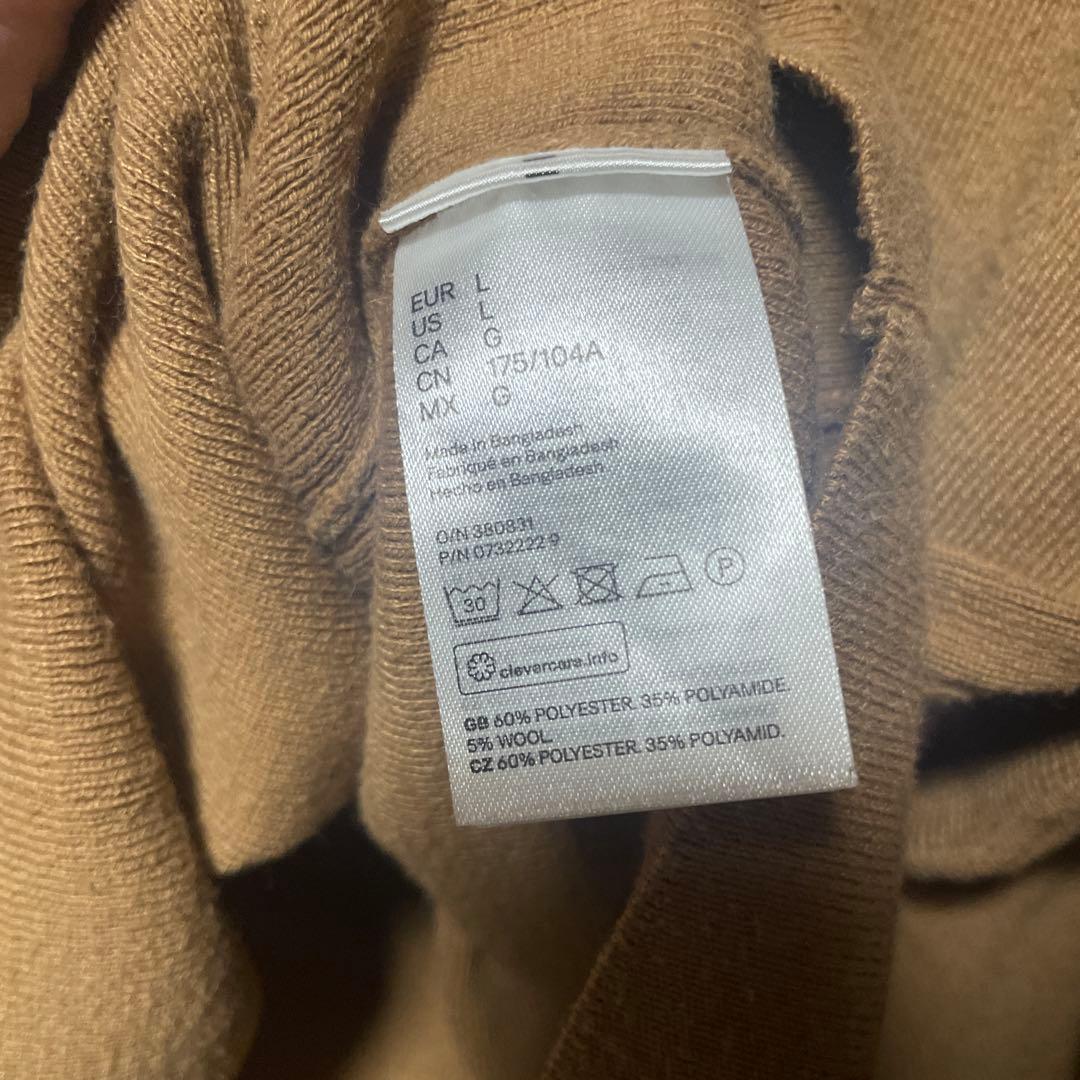 EUR L
US L
CA G
CN 175/104A
MX G
Made in Bangladesh
Fabriqué en Bangladesh
Hecho en Bangladesh
O/N 380831
P/N 0732222 9
30
P
clevercare.info
GB 60% POLYESTER. 35% POLYAMIDE.
5% WOOL
CZ 60% POLYESTER. 35% POLYAMID.